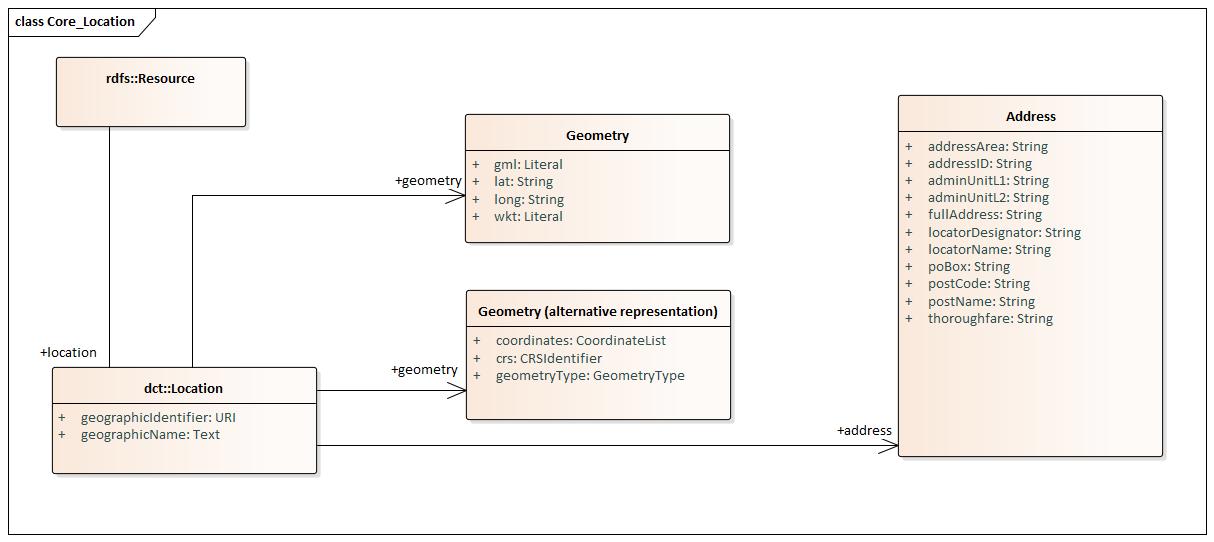 class Core_Location
rdfs::Resource
+location
dct::Location
+ geographicIdentifier: URI
+ geographicName: Text
+geometry
Geometry
+ gml: Literal
+ lat: String
+ long: String
+ wkt: Literal
+geometry
Geometry (alternative representation)
+ coordinates: CoordinateList
+ crs: CRSIdentifier
+ geometryType: GeometryType
+address
Address
+ addressArea: String
+ addressID: String
+ adminUnitL1: String
+ adminUnitL2: String
+ fullAddress: String
+ locatorDesignator: String
+ locatorName: String
+ poBox: String
+ postCode: String
+ postName: String
+ thoroughfare: String